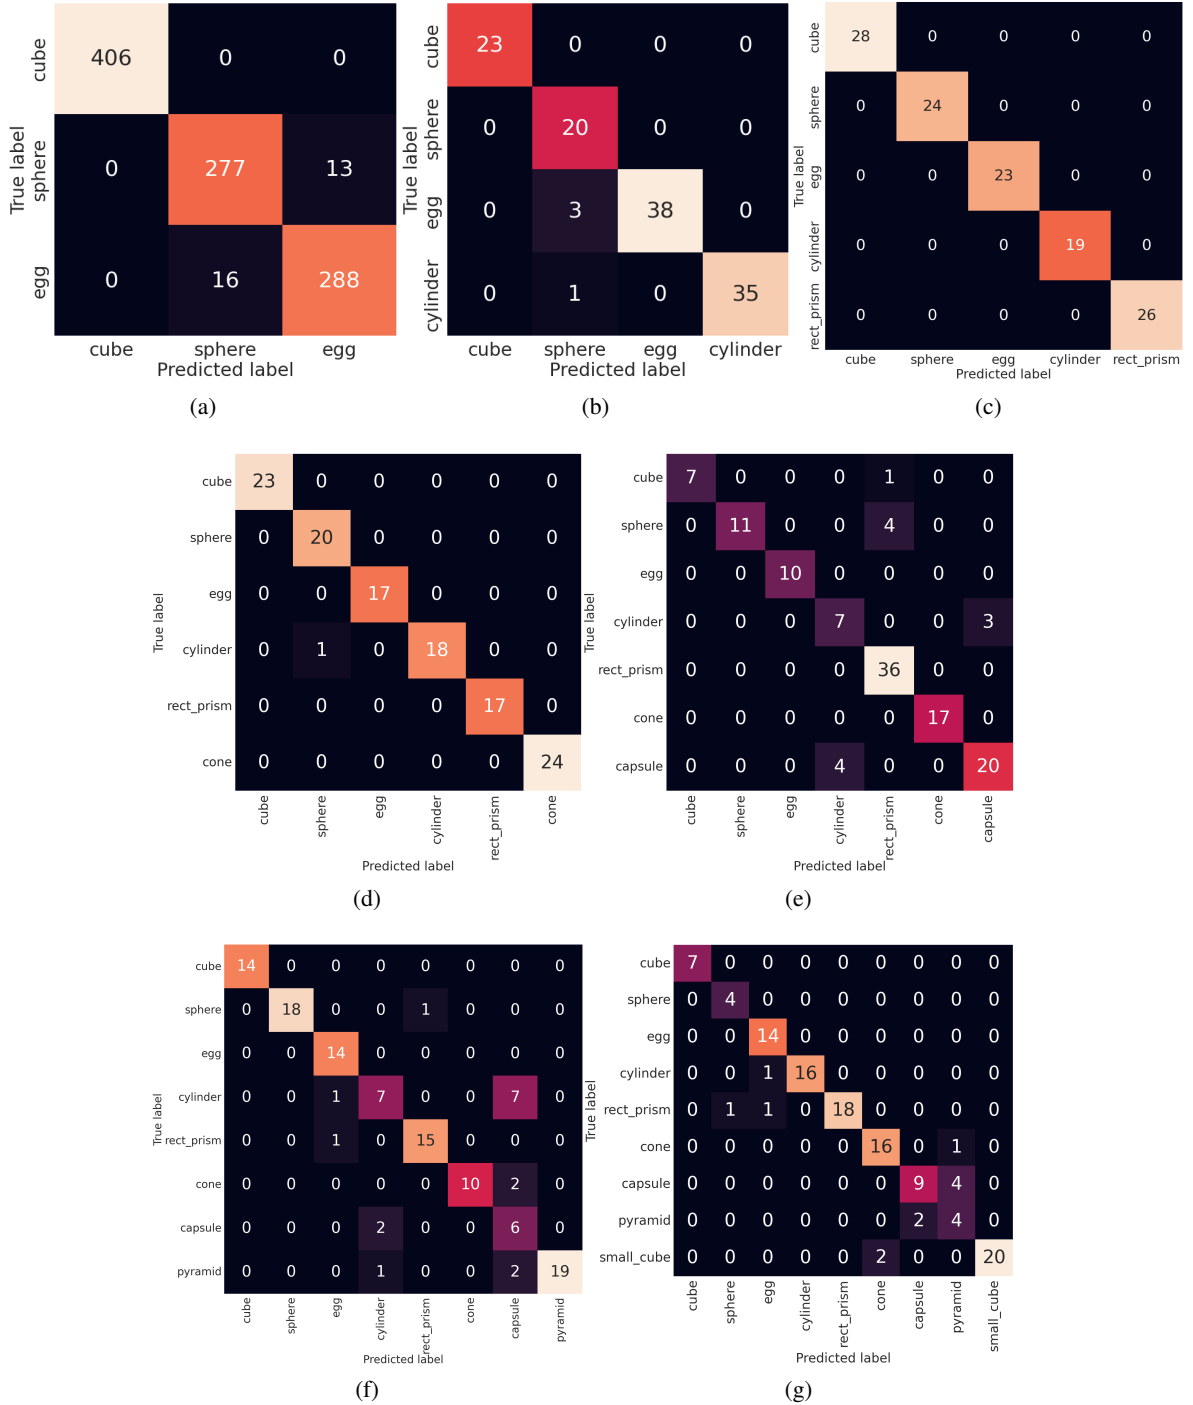 cube 406 0 0
sphere 0 277 13
egg 0 16 288
cube sphere egg
True label
Predicted label
(a)
cube 23 0 0 0
sphere 0 20 0 0
egg 0 3 38 0
cylinder 0 1 0 35
cube sphere egg cylinder
True label
Predicted label
(b)
cube 28 0 0 0 0
sphere 0 24 0 0 0
egg 0 0 23 0 0
cylinder 0 0 0 19 0
rect_prism 0 0 0 0 26
cube sphere egg cylinder rect_prism
True label
Predicted label
(c)
cube 23 0 0 0 0 0
sphere 0 20 0 0 0 0
egg 0 0 17 0 0 0
cylinder 0 1 0 18 0 0
rect_prism 0 0 0 0 17 0
cone 0 0 0 0 0 24
cube sphere egg cylinder rect_prism cone
True label
Predicted label
(d)
cube 7 0 0 0 1 0 0
sphere 0 11 0 0 4 0 0
egg 0 0 10 0 0 0 0
cylinder 0 0 0 7 0 0 3
rect_prism 0 0 0 0 36 0 0
cone 0 0 0 0 0 17 0
capsule 0 0 0 4 0 0 20
cube sphere egg cylinder rect_prism cone capsule
True label
Predicted label
(e)
cube 14 0 0 0 0 0 0 0
sphere 0 18 0 0 1 0 0 0
egg 0 0 14 0 0 0 0 0
cylinder 0 0 1 7 0 0 7 0
rect_prism 0 0 1 0 15 0 0 0
cone 0 0 0 0 0 10 2 0
capsule 0 0 0 2 0 0 6 0
pyramid 0 0 0 1 0 0 2 19
cube sphere egg cylinder rect_prism cone capsule pyramid
True label
Predicted label
(f)
cube 7 0 0 0 0 0 0 0 0
sphere 0 4 0 0 0 0 0 0 0
egg 0 0 14 0 0 0 0 0 0
cylinder 0 0 1 16 0 0 0 0 0
rect_prism 0 1 1 0 18 0 0 0 0
cone 0 0 0 0 0 16 0 1 0
capsule 0 0 0 0 0 0 9 4 0
pyramid 0 0 0 0 0 0 2 4 0
small_cube 0 0 0 0 0 2 0 0 20
cube sphere egg cylinder rect_prism cone capsule pyramid small_cube
True label
Predicted label
(g)